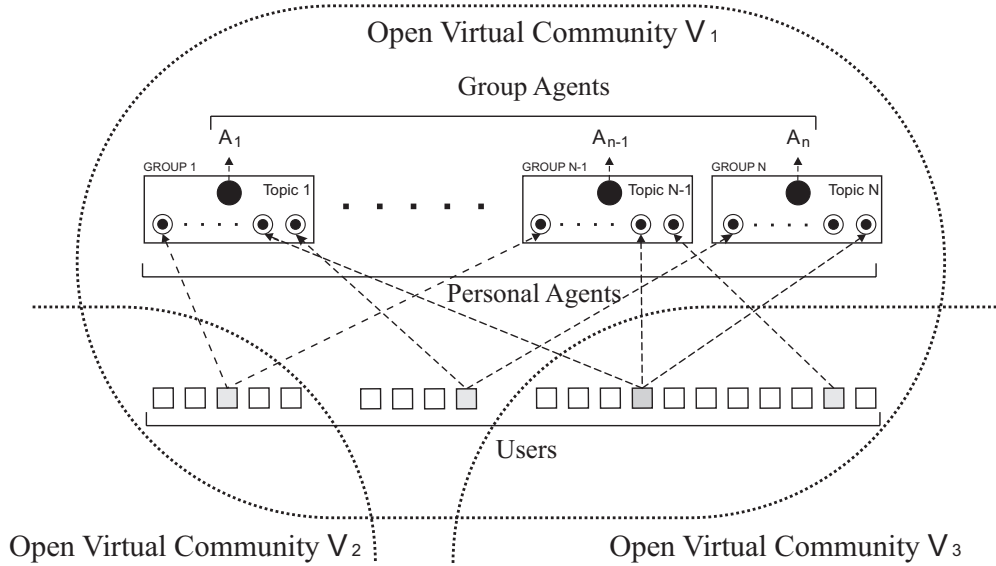 Open Virtual Community V1
Group Agents
A1
An-1
An
GROUP 1
GROUP N-1
GROUP N
Topic 1
Topic N-1
Topic N
Personal Agents
Users
Open Virtual Community V2
Open Virtual Community V3